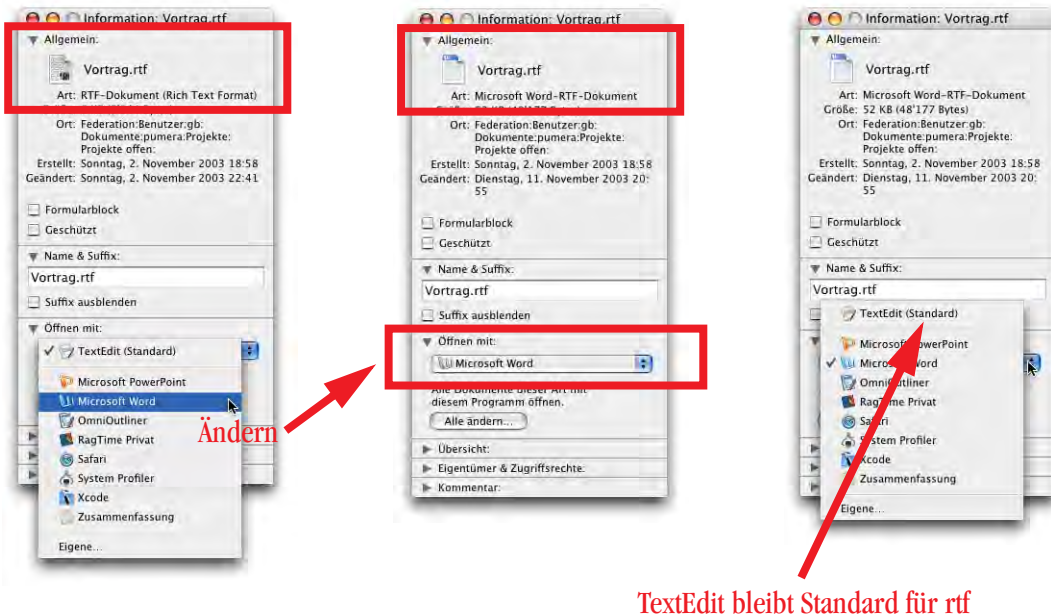 Information: Vortrag.rtf
Allgemein:
Vortrag.rtf
Art: RTF-Dokument (Rich Text Format)
Ort: Federation:Benutzer:gb:
Dokumente:pumera:Projekte:
Projekte offen:
Erstellt: Sonntag, 2. November 2003 18:58
Geändert: Sonntag, 2. November 2003 22:41
Formularblock
Geschützt
Name & Suffix:
Vortrag.rtf
Suffix ausblenden
Öffnen mit:
TextEdit (Standard)
Microsoft PowerPoint
Microsoft Word
OmniOutliner
RagTime Privat
Safari
System Profiler
Xcode
Zusammenfassung
Eigene...
Ändern
Information: Vortrag.rtf
Allgemein:
Vortrag.rtf
Art: Microsoft Word-RTF-Dokument
Ort: Federation:Benutzer:gb:
Dokumente:pumera:Projekte:
Projekte offen:
Erstellt: Sonntag, 2. November 2003 18:58
Geändert: Dienstag, 11. November 2003 20:
55
Formularblock
Geschützt
Name & Suffix:
Vortrag.rtf
Suffix ausblenden
Öffnen mit:
Microsoft Word
Alle Dokumente dieser Art mit
diesem Programm öffnen.
Alle ändern...
Übersicht:
Eigentümer & Zugriffsrechte:
Kommentar:
Information: Vortrag.rtf
Allgemein:
Vortrag.rtf
Art: Microsoft Word-RTF-Dokument
Größe: 52 KB (48'177 Bytes)
Ort: Federation:Benutzer:gb:
Dokumente:pumera:Projekte:
Projekte offen:
Erstellt: Sonntag, 2. November 2003 18:58
Geändert: Dienstag, 11. November 2003 20:
55
Formularblock
Geschützt
Name & Suffix:
Vortrag.rtf
TextEdit (Standard)
Microsoft PowerPoint
Microsoft Word
OmniOutliner
RagTime Privat
Safari
System Profiler
Xcode
Zusammenfassung
Eigene...
TextEdit bleibt Standard für rtf